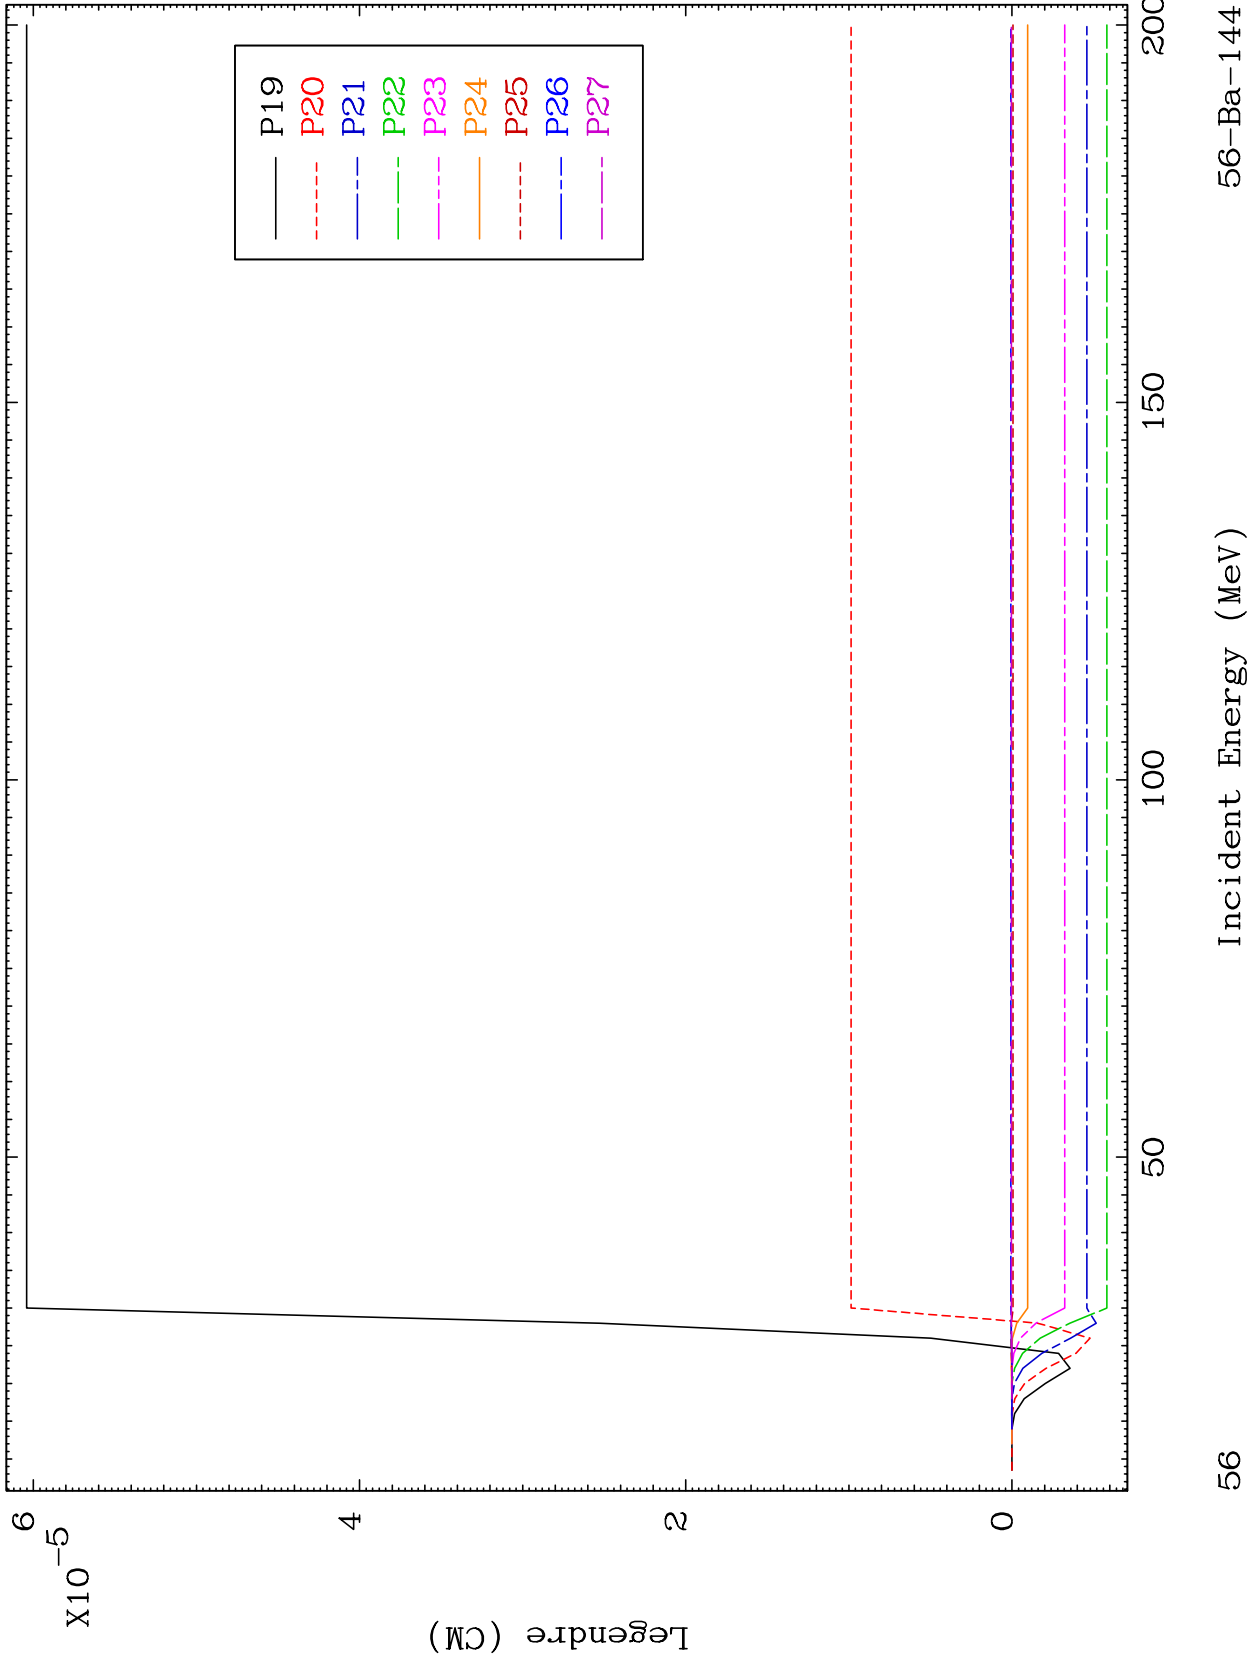 X10-5
6
4
2
0
Legendre (CM)
P19
P20
P21
P22
P23
P24
P25
P26
P27
50
100
150
200
Incident Energy (MeV)
56
56-Ba-144